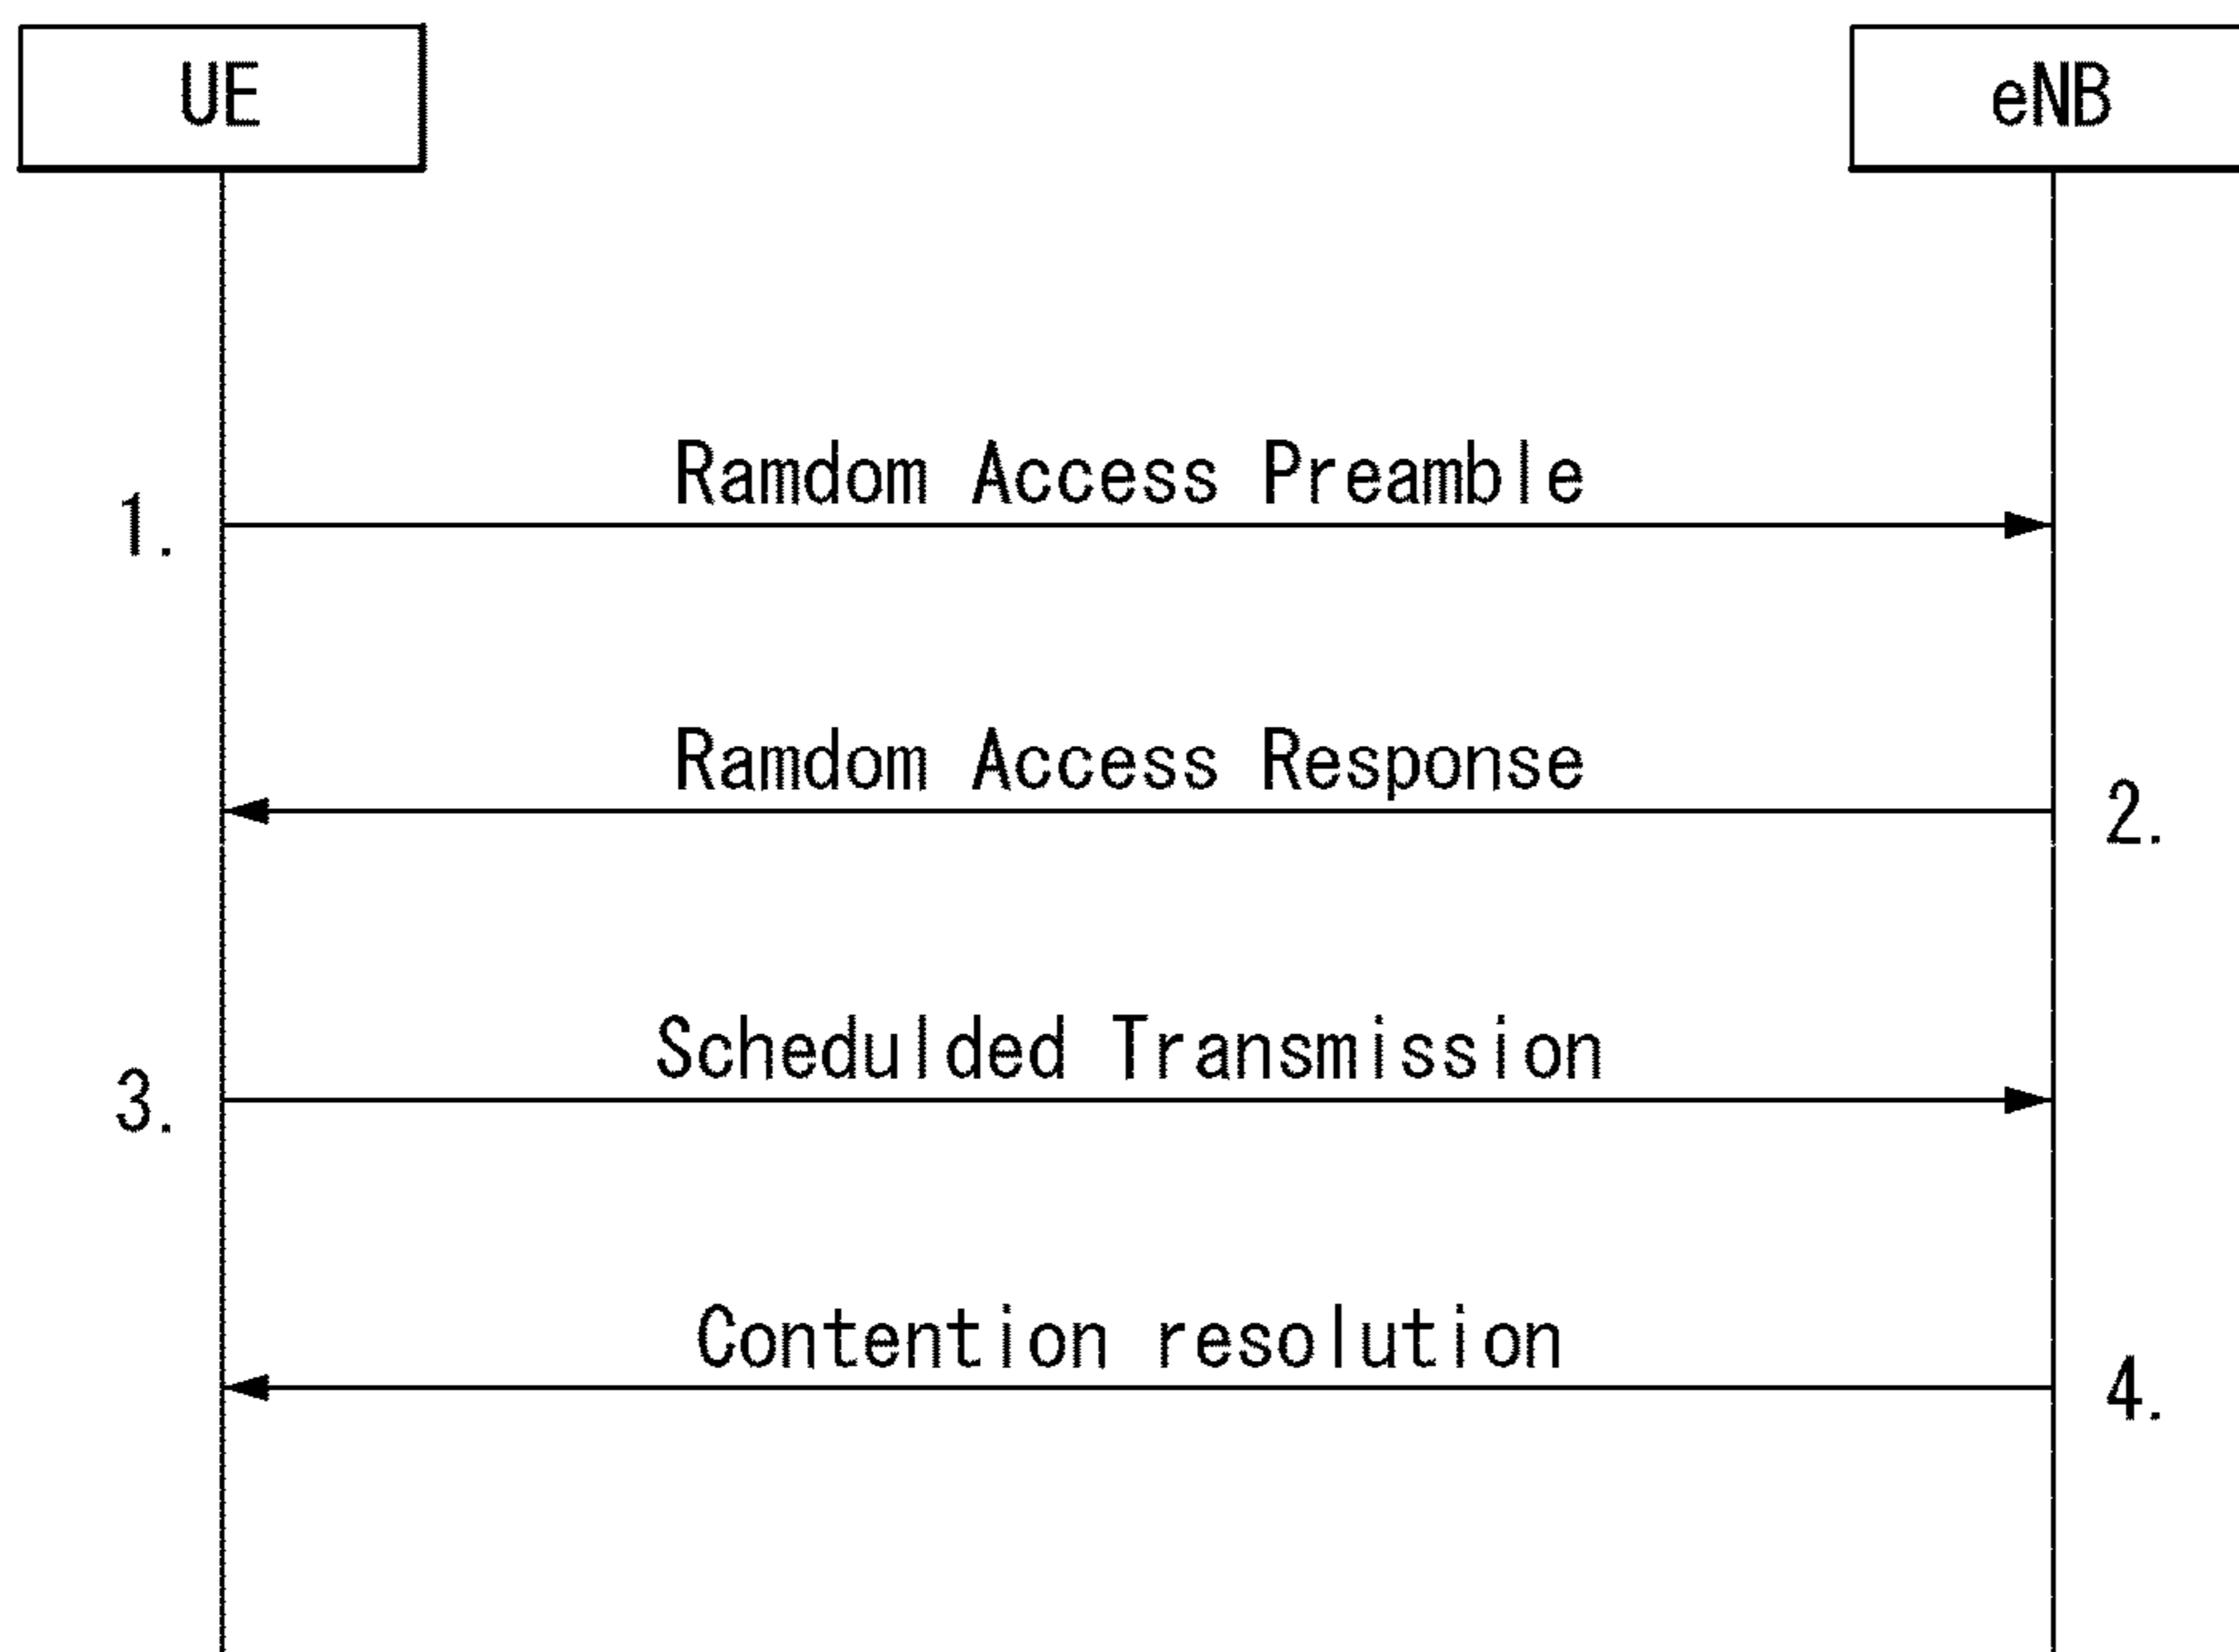 UE
eNB
Ramdom Access Preamble
1.
Ramdom Access Response
2.
Schedulded Transmission
3.
Contention resolution
4.